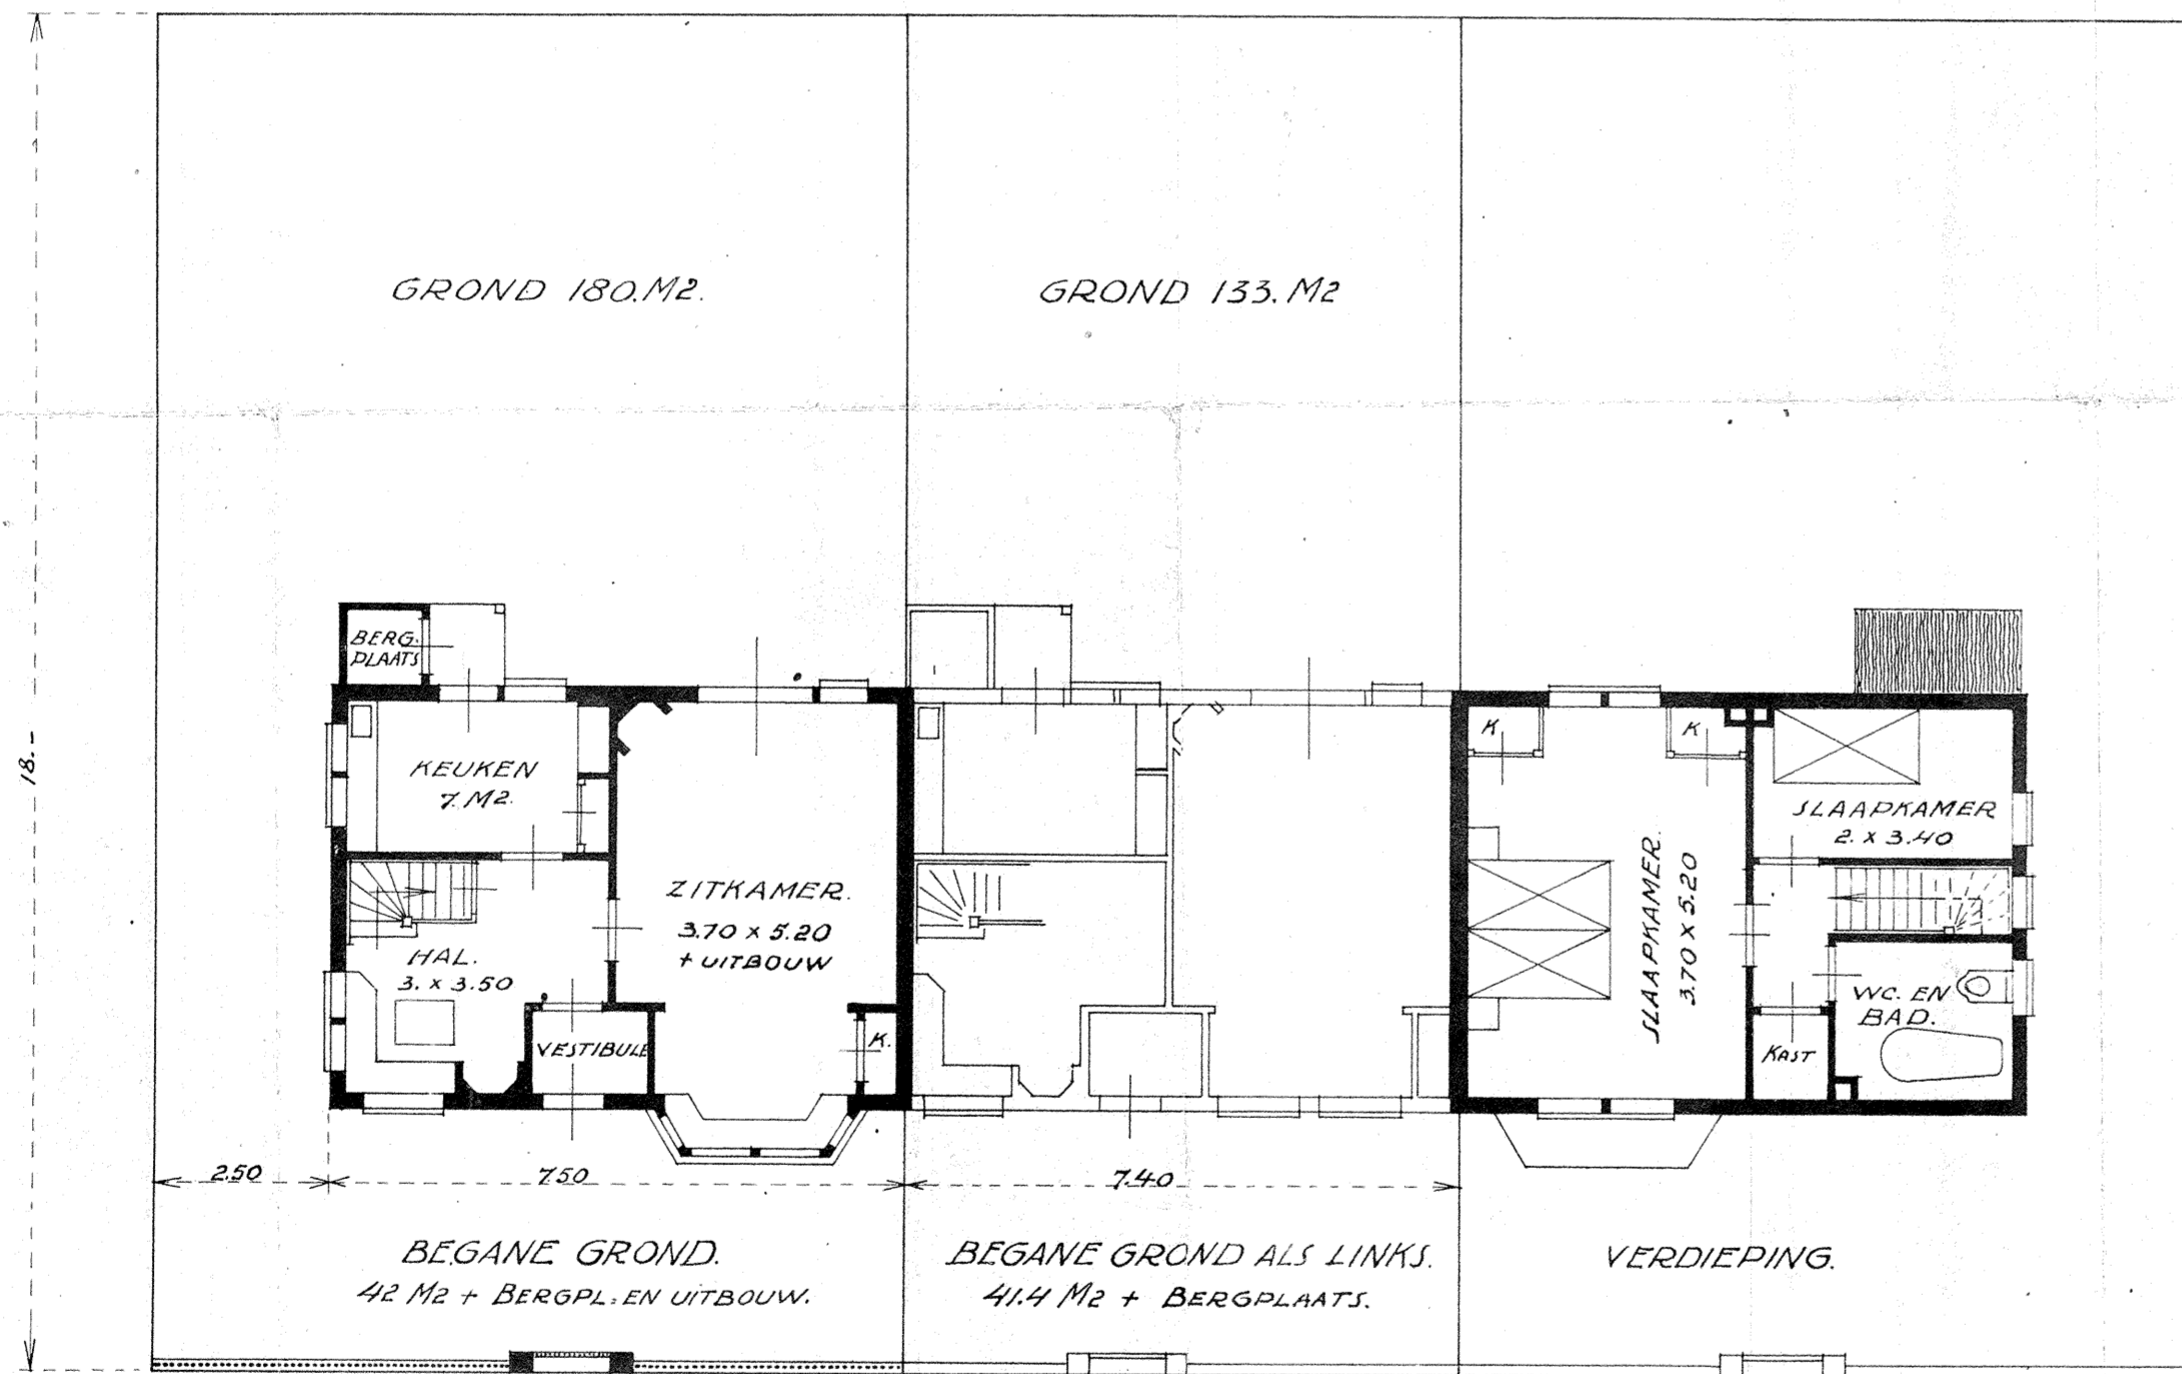 GROND 180.M2.
GROND 133.M2
18.-
BERG-
PLAATS
KEUKEN
7.M2.
ZITKAMER.
3.70 x 5.20
+ UITBOUW
HAL.
3. x 3.50
VESTIBULE
K.
K
K
SLAAPKAMER
2. x 3.40
SLAAPKAMER.
3.70 x 5.20
WC. EN
BAD.
KAST
2.50
7.50
7.40
BEGANE GROND.
42 M2 + BERGPL: EN UITBOUW.
BEGANE GROND ALS LINKS.
41.4 M2 + BERGPLAATS.
VERDIEPING.